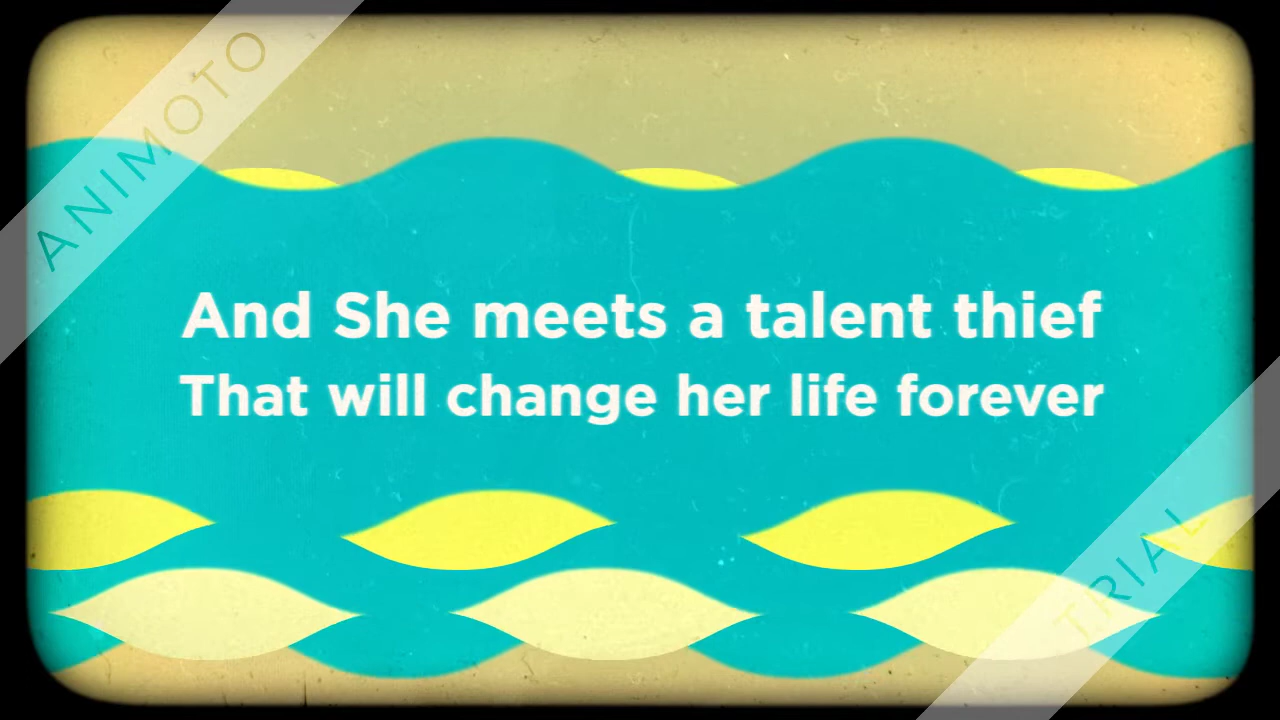 ANIMOTO
And She meets a talent thief
That will change her life forever
TRIAL